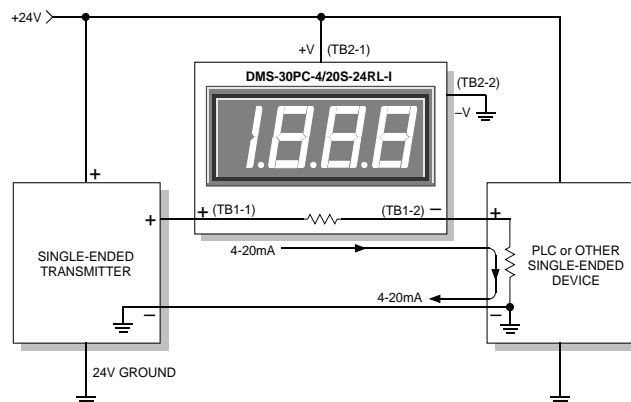 +24V
+V (TB2-1)
DMS-30PC-4/20S-24RL-I
(TB2-2)
–V
1.8.8.8
+
+
+ (TB1-1)
(TB1-2) –
+
SINGLE-ENDED
TRANSMITTER
4-20mA
PLC or OTHER
SINGLE-ENDED
DEVICE
4-20mA
–
–
24V GROUND